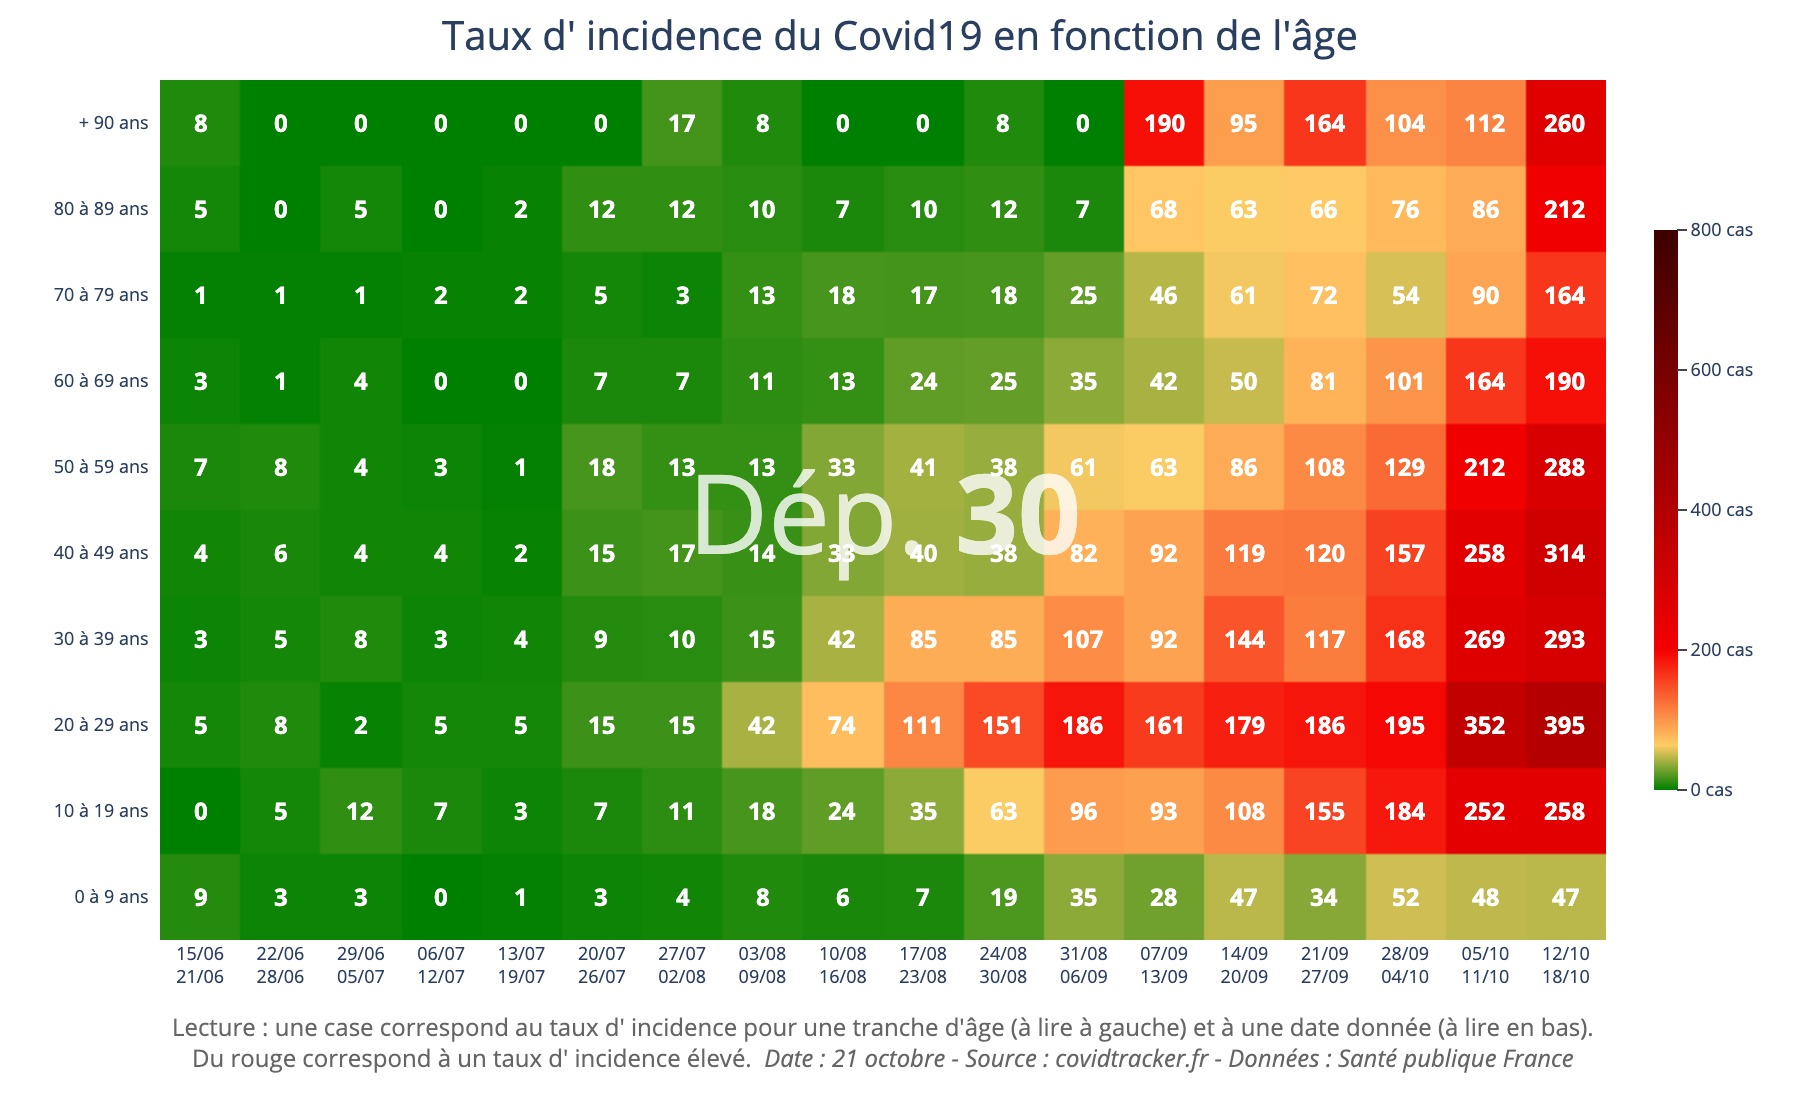 Taux d' incidence du Covid19 en fonction de l'âge
+ 90 ans 8 0 0 0 0 0 17 8 0 0 8 0 190 95 164 104 112 260
80 à 89 ans 5 0 5 0 2 12 12 10 7 10 12 7 68 63 66 76 86 212
800 cas
70 à 79 ans 1 1 1 2 2 5 3 13 18 17 18 25 46 61 72 54 90 164
60 à 69 ans 3 1 4 0 0 7 7 11 13 24 25 35 42 50 81 101 164 190
600 cas
50 à 59 ans 7 8 4 3 1 18 13 13 33 41 38 61 63 86 108 129 212 288
Dép. 30
400 cas
40 à 49 ans 4 6 4 4 2 15 17 14 33 40 38 82 92 119 120 157 258 314
30 à 39 ans 3 5 8 3 4 9 10 15 42 85 85 107 92 144 117 168 269 293
200 cas
20 à 29 ans 5 8 2 5 5 15 15 42 74 111 151 186 161 179 186 195 352 395
0 cas
10 à 19 ans 0 5 12 7 3 7 11 18 24 35 63 96 93 108 155 184 252 258
0 à 9 ans 9 3 3 0 1 3 4 8 6 7 19 35 28 47 34 52 48 47
15/06 22/06 29/06 06/07 13/07 20/07 27/07 03/08 10/08 17/08 24/08 31/08 07/09 14/09 21/09 28/09 05/10 12/10
21/06 28/06 05/07 12/07 19/07 26/07 02/08 09/08 16/08 23/08 30/08 06/09 13/09 20/09 27/09 04/10 11/10 18/10
Lecture : une case correspond au taux d' incidence pour une tranche d'âge (à lire à gauche) et à une date donnée (à lire en bas).
Du rouge correspond à un taux d' incidence élevé. Date : 21 octobre - Source : covidtracker.fr - Données : Santé publique France